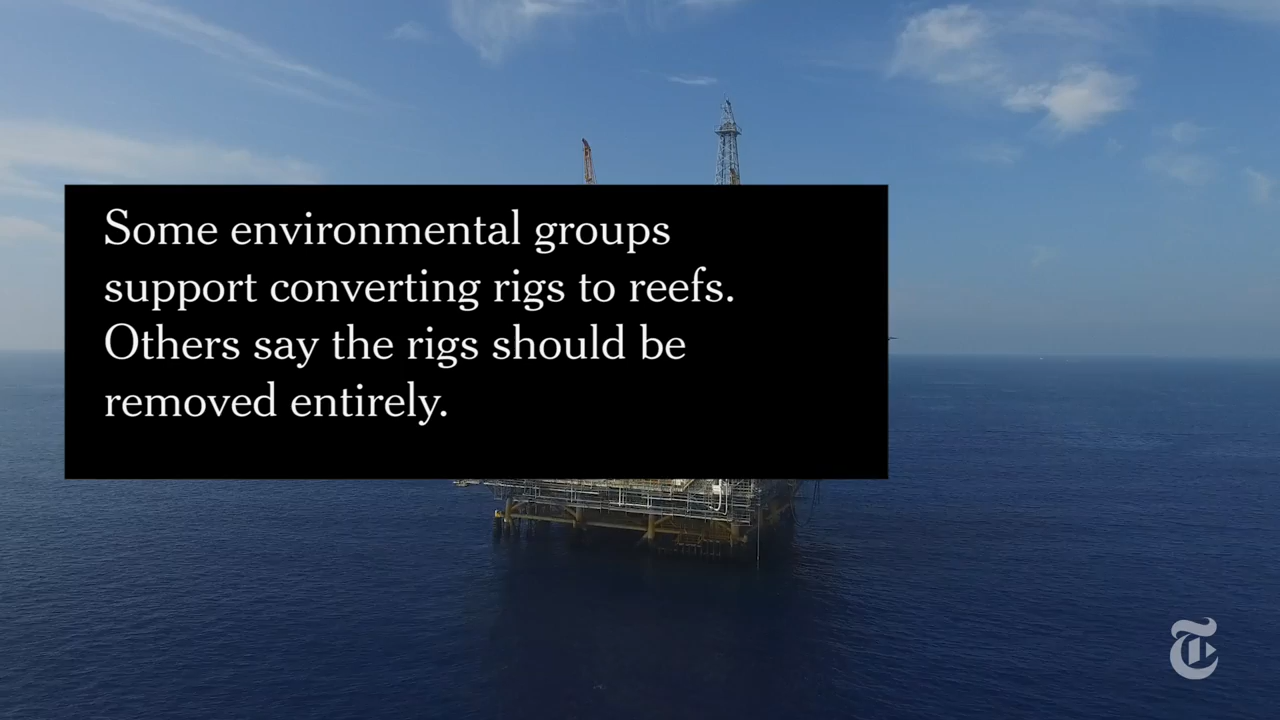 Some environmental groups
support converting rigs to reefs.
Others say the rigs should be
removed entirely.